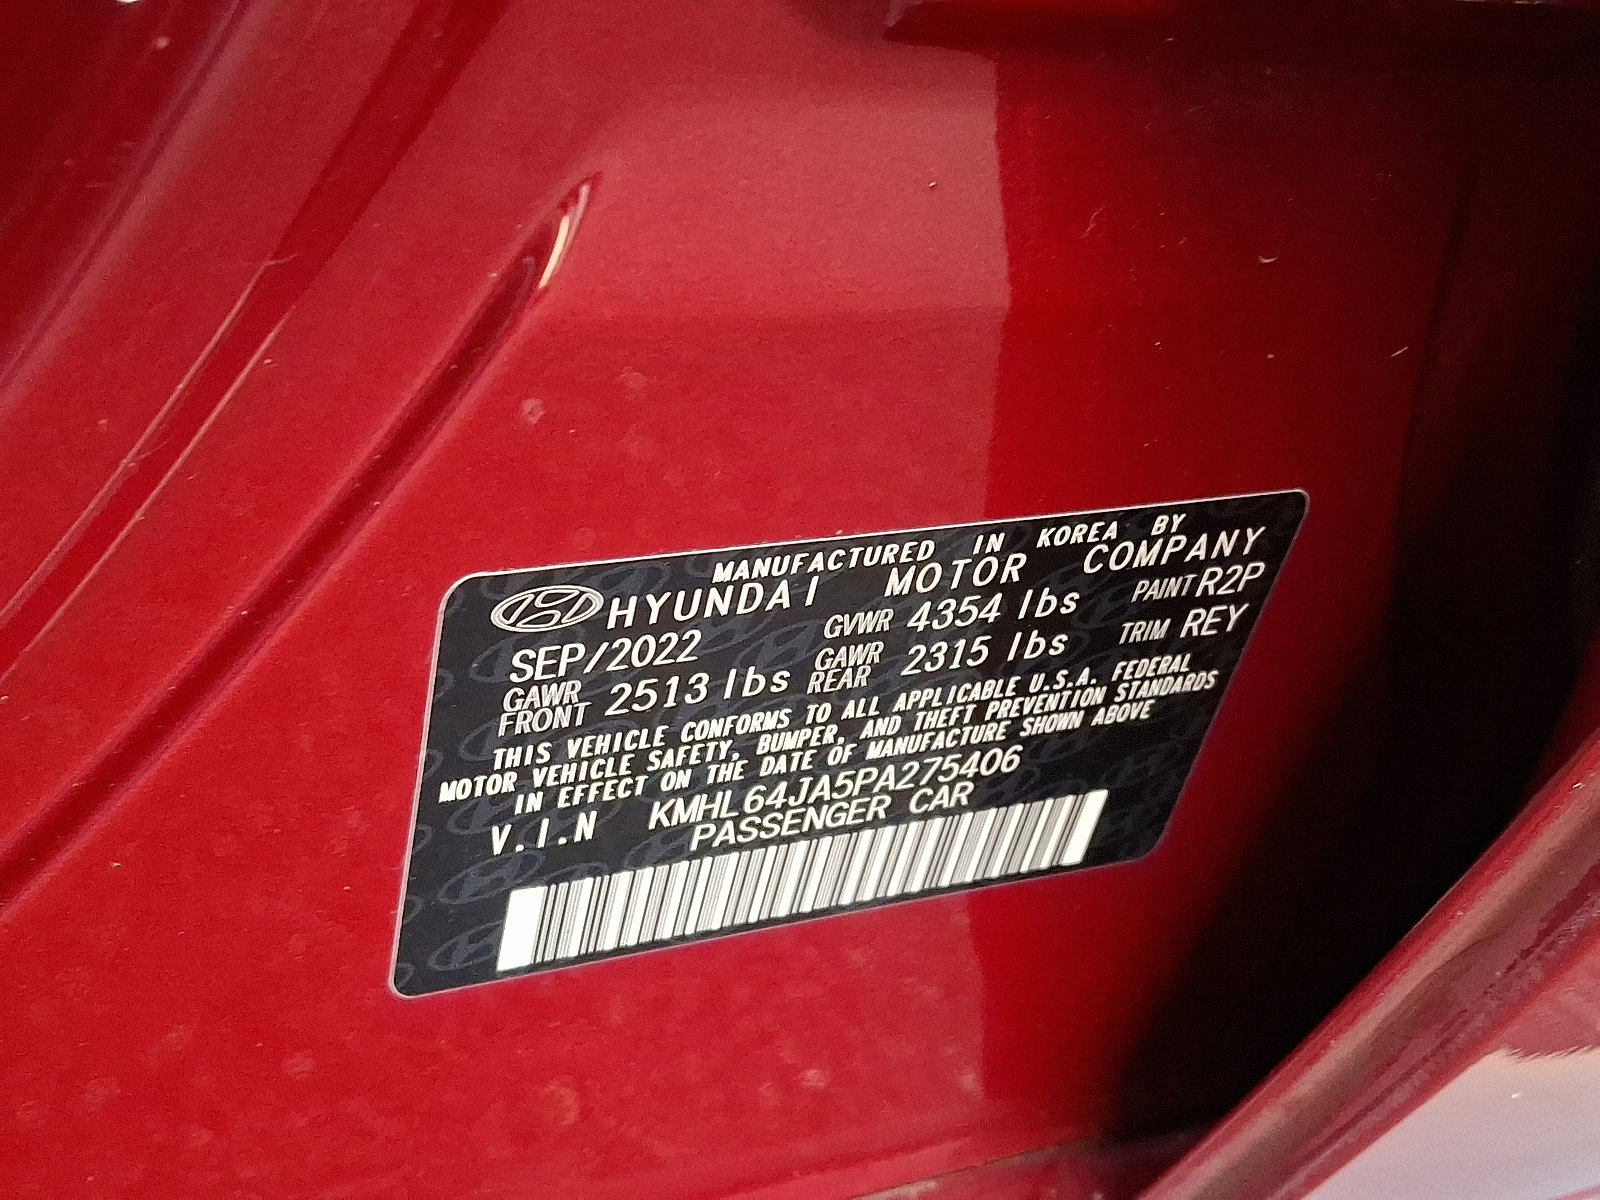 MANUFACTURED IN KOREA BY
HYUNDAI MOTOR COMPANY
SEP/2022 GVWR 4354 lbs PAINT R2P
GAWR FRONT 2513 lbs GAWR REAR 2315 lbs TRIM REY
THIS VEHICLE CONFORMS TO ALL APPLICABLE U.S.A. FEDERAL
MOTOR VEHICLE SAFETY, BUMPER, AND THEFT PREVENTION STANDARDS
IN EFFECT ON THE DATE OF MANUFACTURE SHOWN ABOVE
V.I.N KMHL64JA5PA275406
PASSENGER CAR